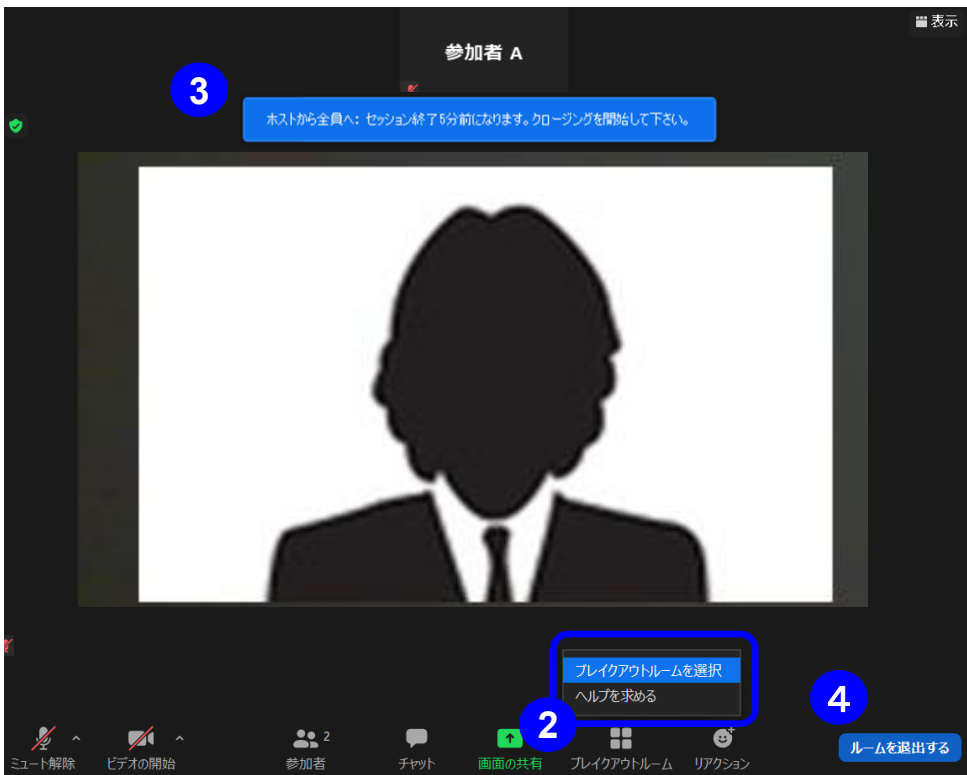 表示
参加者 A
3
ホストから全員へ: セッション終了5分前になります。クロージングを開始して下さい。
ブレイクアウトルームを選択
ヘルプを求める
2
4
ミュート解除
ビデオの開始
2
参加者
チャット
画面の共有
ブレイクアウトルーム
リアクション
ルームを退出する